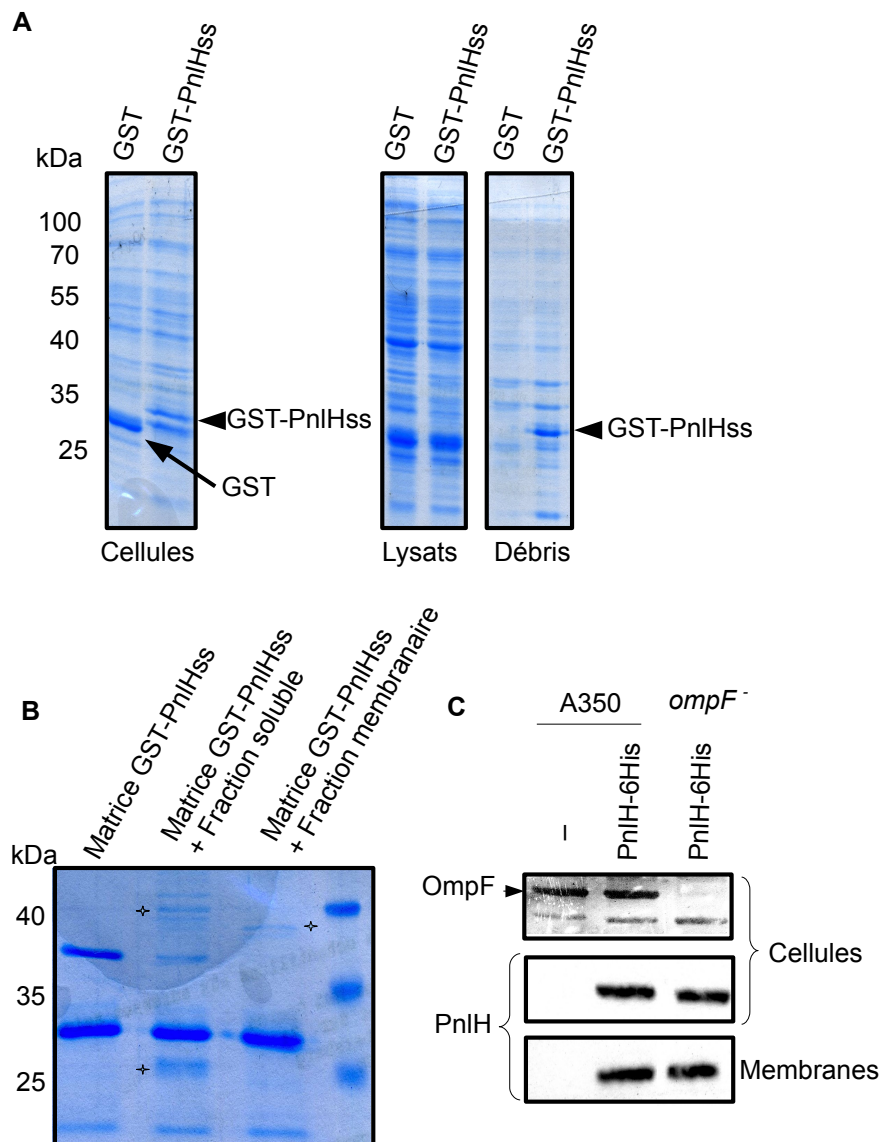 A
GST
GST-PnlHss
GST
GST-PnlHss
GST
GST-PnlHss
kDa
100
70
55
40
35
25
GST-PnlHss
GST
GST-PnlHss
Cellules
Lysats
Débris
B
Matrice GST-PnlHss
Matrice GST-PnlHss
+ Fraction soluble
Matrice GST-PnlHss
+ Fraction membranaire
kDa
40
35
25
C
A350
ompF -
–
PnlH-6His
PnlH-6His
OmpF
Cellules
PnlH
Membranes